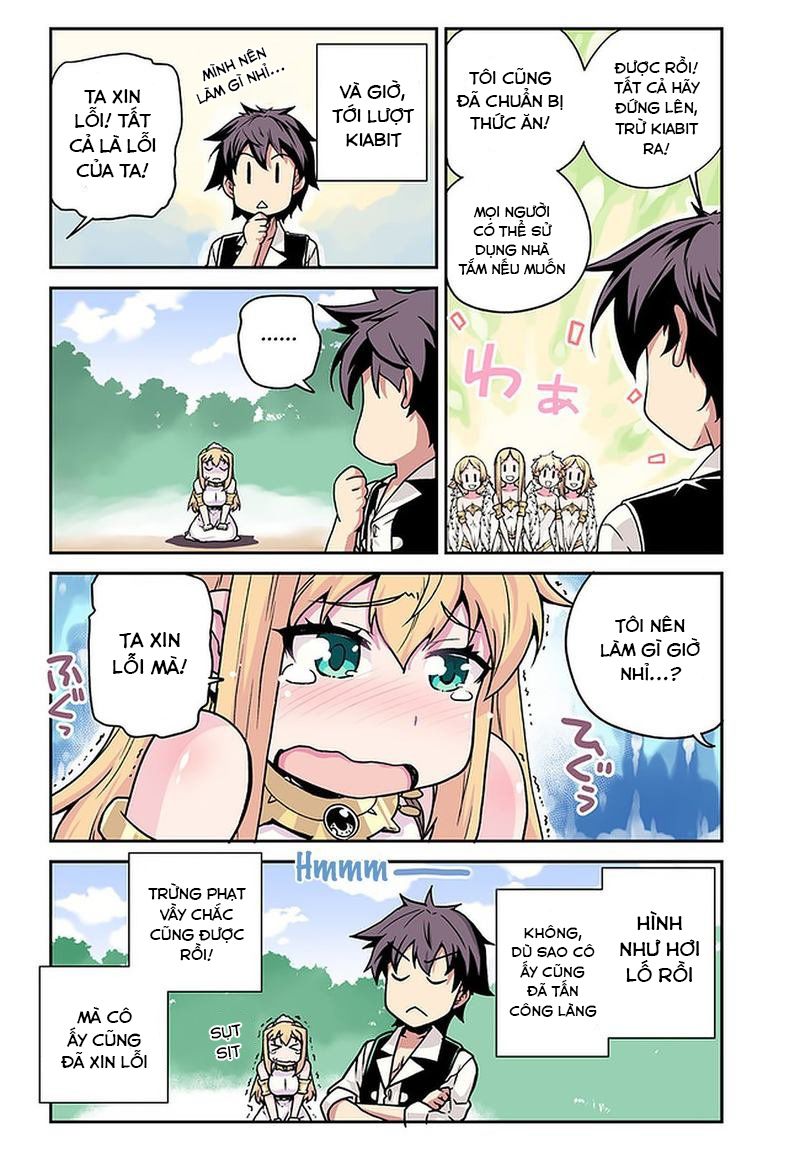 ĐƯỢC RỒI!
TẤT CẢ HÃY
ĐỨNG LÊN,
TRỪ KIABIT
RA!
TÔI CŨNG
ĐÃ CHUẨN BỊ
THỨC ĂN!
MỌI NGƯỜI
CÓ THỂ SỬ
DỤNG NHÀ
TẮM NẾU MUỐN
わぁ
VÀ GIỜ,
TỚI LƯỢT
KIABIT
MÌNH NÊN
LÀM GÌ NHỈ...
TA XIN
LỖI! TẤT
CẢ LÀ LỖI
CỦA TA!
......
TÔI NÊN
LÀM GÌ GIỜ
NHỈ...?
ひぐぅ
TA XIN
LỖI MÀ!
ふぐっ
HÌNH
NHƯ HƠI
LỐ RỒI
KHÔNG,
DÙ SAO CÔ
ẤY CŨNG
ĐÃ TẤN
CÔNG LÀNG
Hmmm
TRỪNG PHẠT
VẦY CHẮC
CŨNG ĐƯỢC
RỒI!
SỤT
SỊT
MÀ CÔ
ẤY CŨNG
ĐÃ XIN LỖI